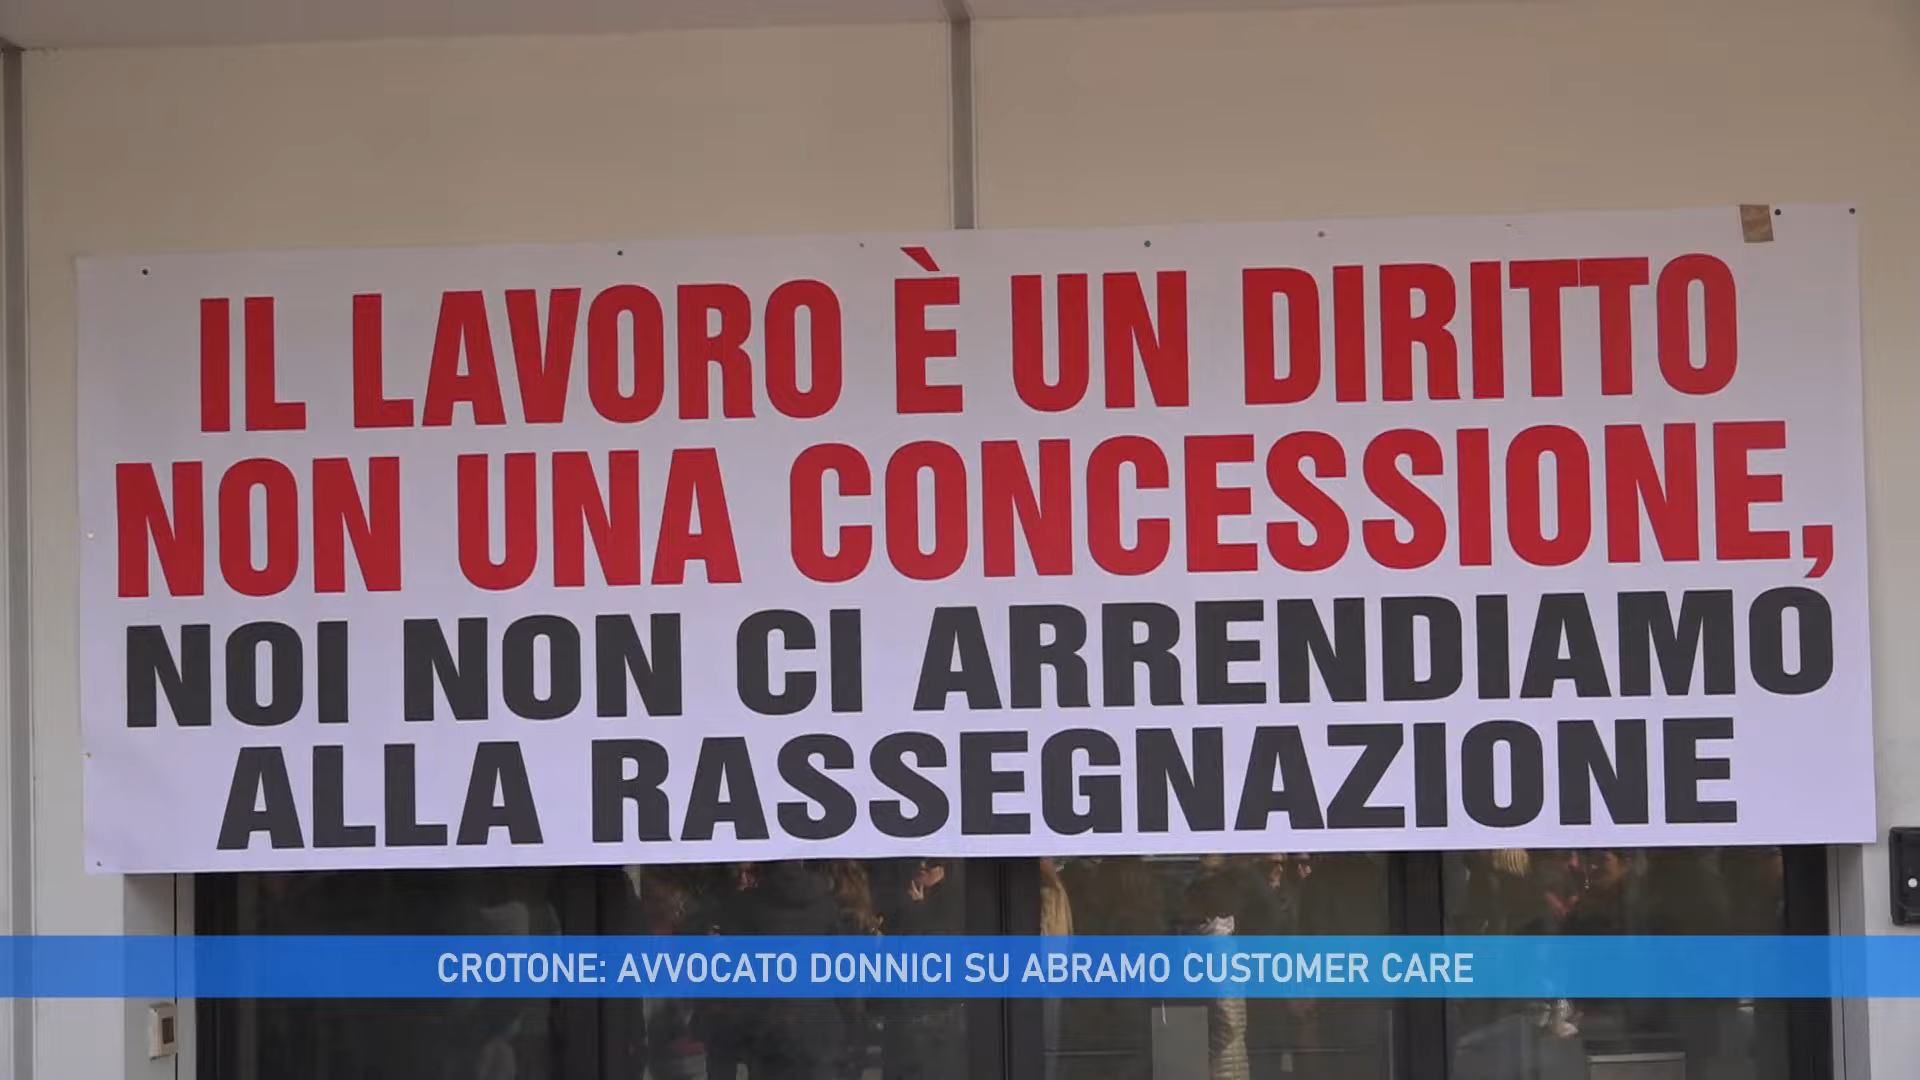 IL LAVORO È UN DIRITTO
NON UNA CONCESSIONE,
NOI NON CI ARRENDIAMO
ALLA RASSEGNAZIONE
CROTONE: AVVOCATO DONNICI SU ABRAMO CUSTOMER CARE